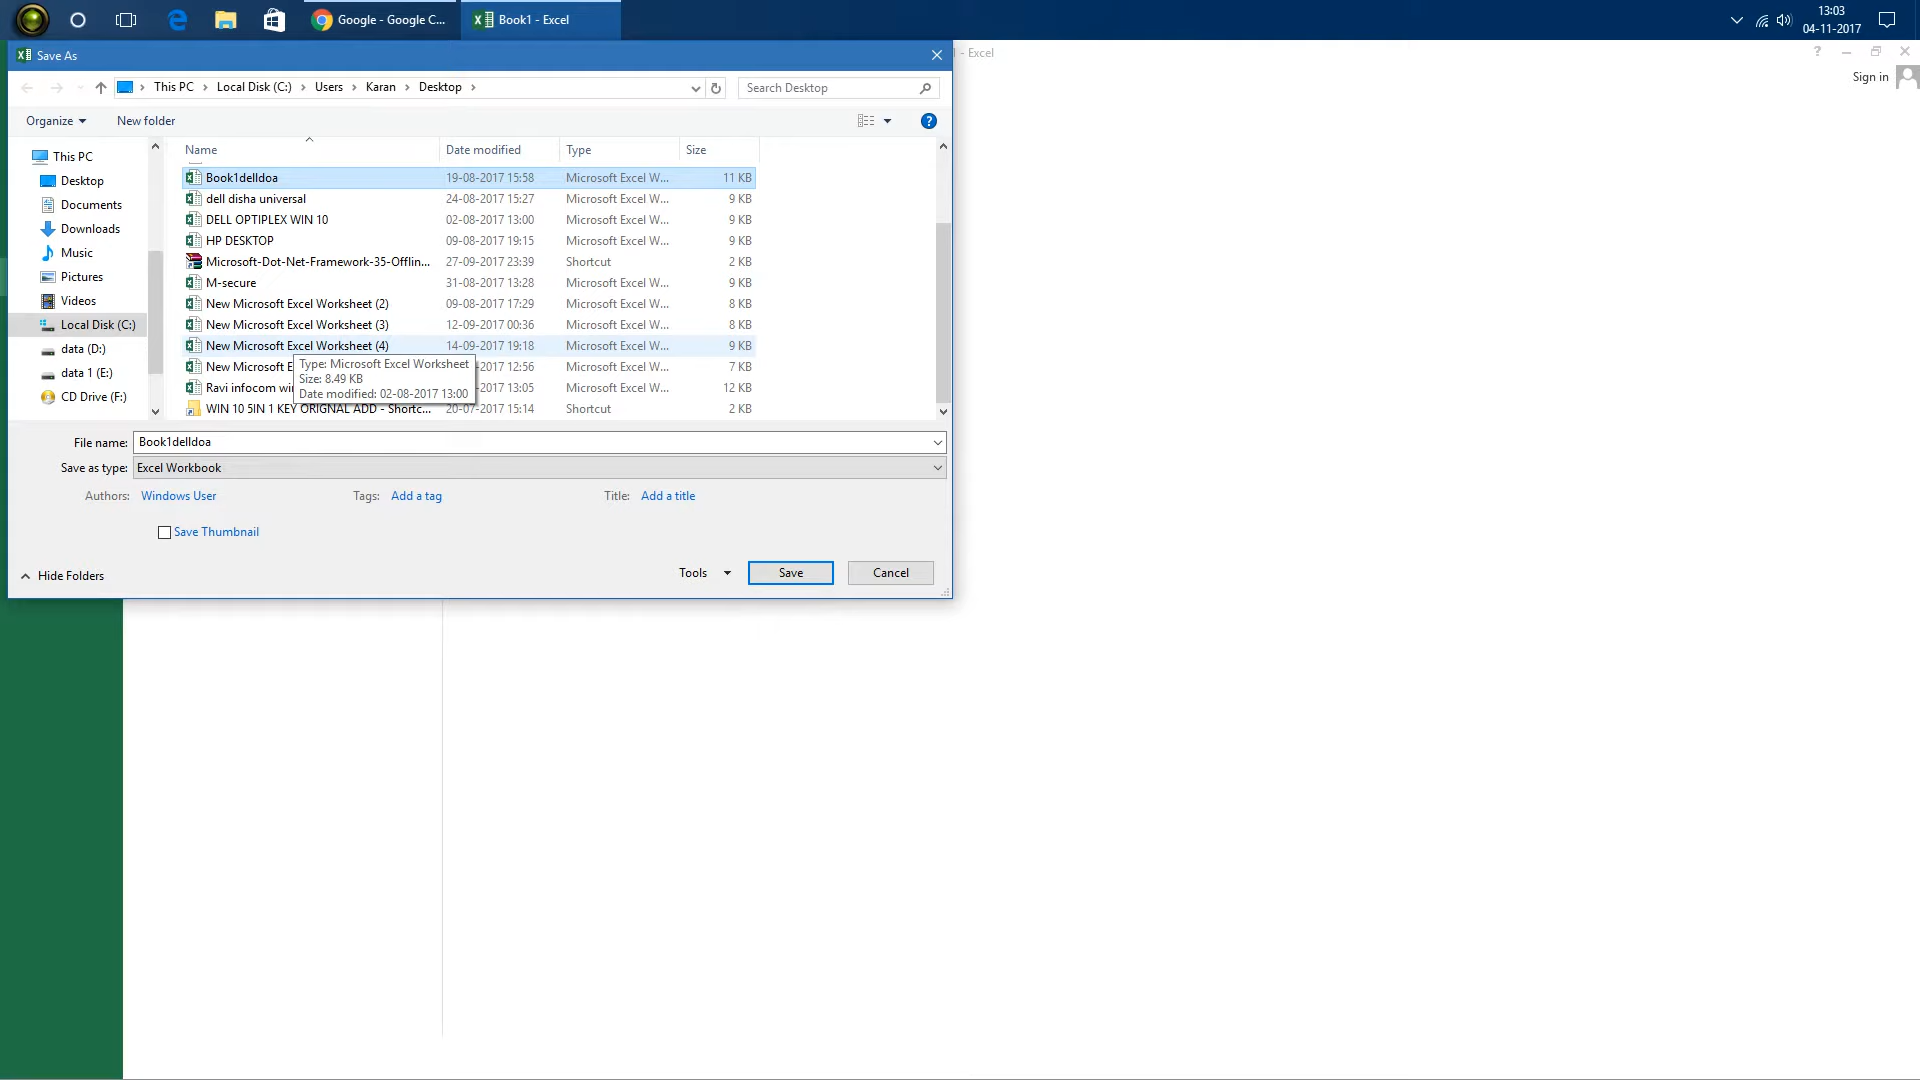 Google - Google C...
Book1 - Excel
13:03
04-11-2017
Save As
- Excel
?
Sign in
This PC
Local Disk (C:)
Users
Karan
Desktop
Search Desktop
Organize
New folder
?
Name
Date modified
Type
Size
This PC
Desktop
Documents
Downloads
Music
Pictures
Videos
Local Disk (C:)
data (D:)
data 1 (E:)
CD Drive (F:)
Book1delldoa 19-08-2017 15:58 Microsoft Excel W... 11 KB
dell disha universal 24-08-2017 15:27 Microsoft Excel W... 9 KB
DELL OPTIPLEX WIN 10 02-08-2017 13:00 Microsoft Excel W... 9 KB
HP DESKTOP 09-08-2017 19:15 Microsoft Excel W... 9 KB
Microsoft-Dot-Net-Framework-35-Offlin... 27-09-2017 23:39 Shortcut 2 KB
M-secure 31-08-2017 13:28 Microsoft Excel W... 9 KB
New Microsoft Excel Worksheet (2) 09-08-2017 17:29 Microsoft Excel W... 8 KB
New Microsoft Excel Worksheet (3) 12-09-2017 00:36 Microsoft Excel W... 8 KB
New Microsoft Excel Worksheet (4) 14-09-2017 19:18 Microsoft Excel W... 9 KB
New Microsoft E -2017 12:56 Microsoft Excel W... 7 KB
Ravi infocom wi -2017 13:05 Microsoft Excel W... 12 KB
WIN 10 5IN 1 KEY ORIGNAL ADD - Shortc... 20-07-2017 15:14 Shortcut 2 KB
Type: Microsoft Excel Worksheet
Size: 8.49 KB
Date modified: 02-08-2017 13:00
File name: Book1delldoa
Save as type: Excel Workbook
Authors: Windows User
Tags: Add a tag
Title: Add a title
Save Thumbnail
Hide Folders
Tools
Save
Cancel